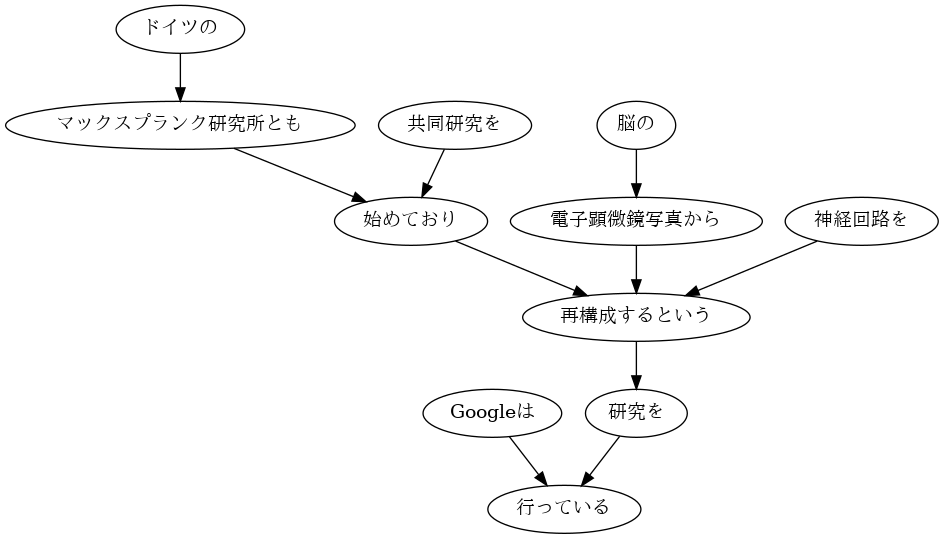 ドイツの
マックスプランク研究所とも
共同研究を
脳の
始めており
電子顕微鏡写真から
神経回路を
再構成するという
Googleは
研究を
行っている